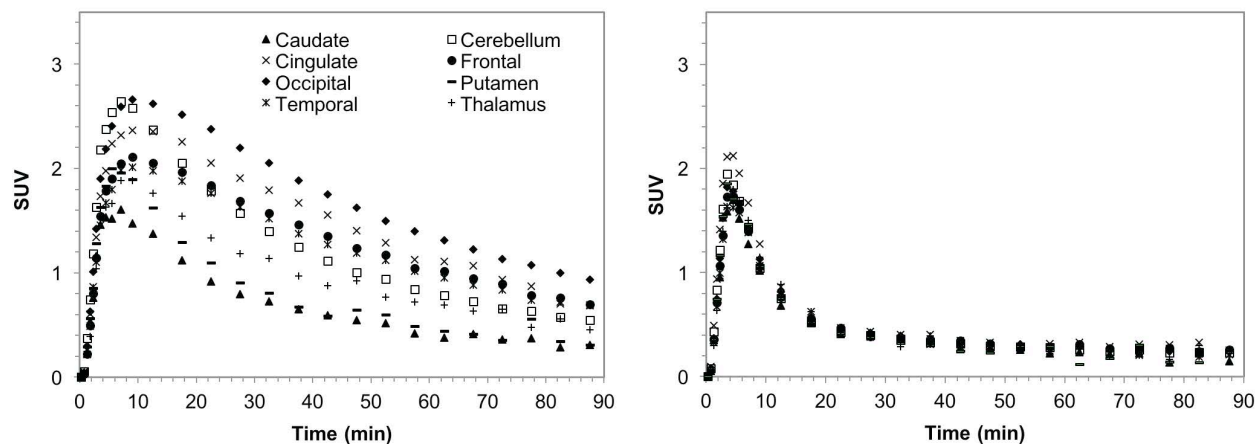 ▲ Caudate □ Cerebellum
× Cingulate ● Frontal
◆ Occipital - Putamen
ж Temporal + Thalamus
3
2
1
0
SUV
0 10 20 30 40 50 60 70 80 90
Time (min)
3
2
1
0
SUV
0 10 20 30 40 50 60 70 80 90
Time (min)